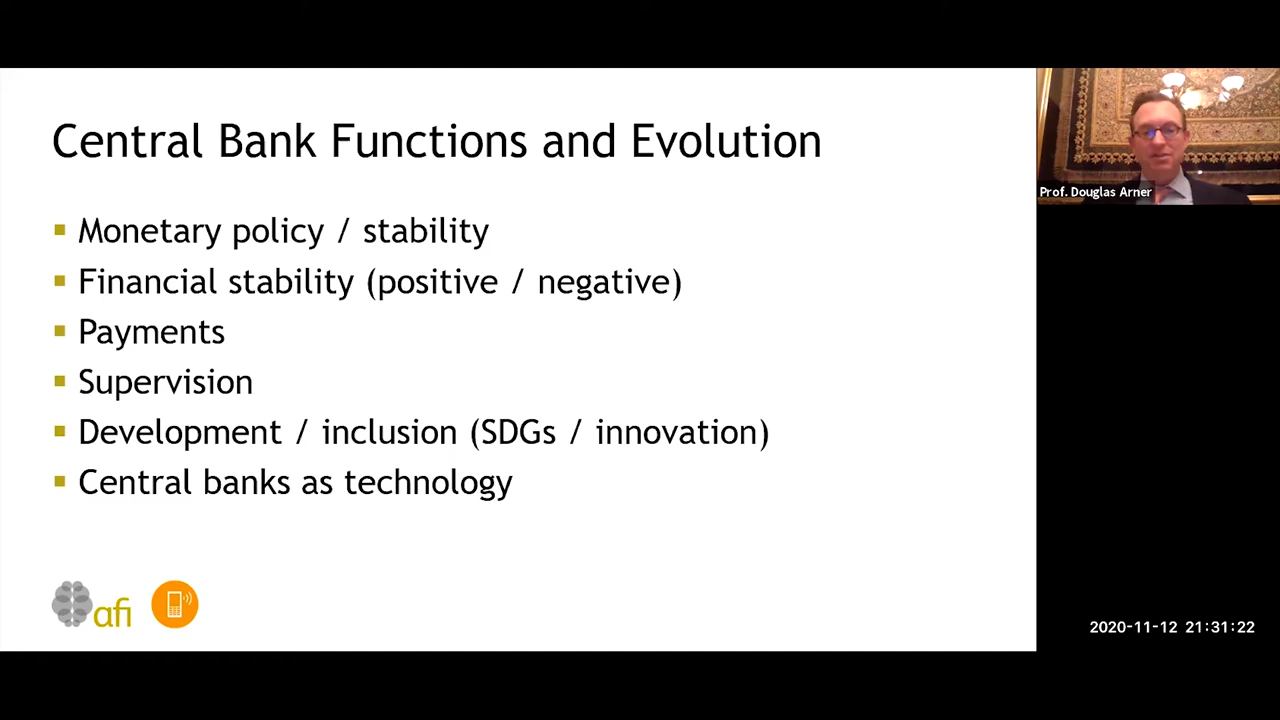 Central Bank Functions and Evolution
Monetary policy / stability
Financial stability (positive / negative)
Payments
Supervision
Development / inclusion (SDGs / innovation)
Central banks as technology
afi
Prof. Douglas Arner
2020-11-12 21:31:22